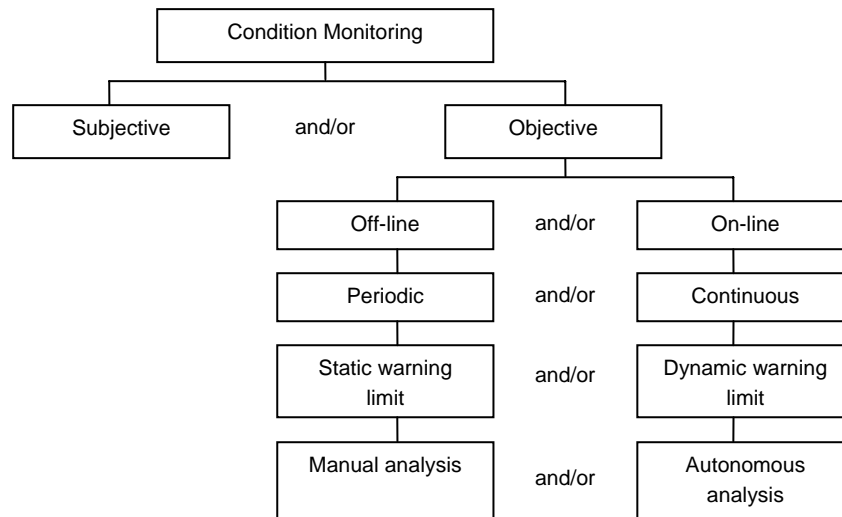 Condition Monitoring
Subjective
and/or
Objective
Off-line
and/or
On-line
Periodic
and/or
Continuous
Static warning
limit
and/or
Dynamic warning
limit
Manual analysis
and/or
Autonomous
analysis